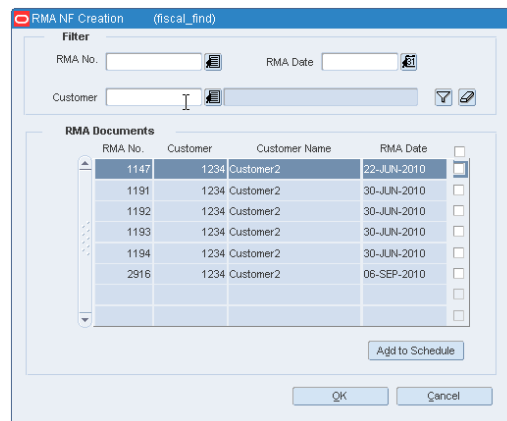 RMA NF Creation (fiscal_find)
Filter
RMA No. RMA Date
Customer
RMA Documents
RMA No. Customer Customer Name RMA Date
1147 1234 Customer2 22-JUN-2010
1191 1234 Customer2 30-JUN-2010
1192 1234 Customer2 30-JUN-2010
1193 1234 Customer2 30-JUN-2010
1194 1234 Customer2 30-JUN-2010
2916 1234 Customer2 06-SEP-2010
Add to Schedule
OK Cancel